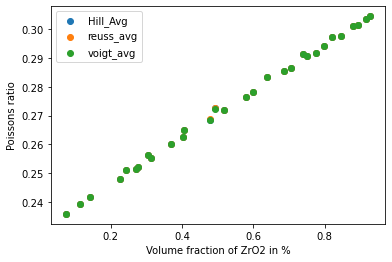 Hill_Avg
reuss_avg
voigt_avg
0.30
0.29
0.28
0.27
0.26
0.25
0.24
Poissons ratio
0.2
0.4
0.6
0.8
Volume fraction of ZrO2 in %